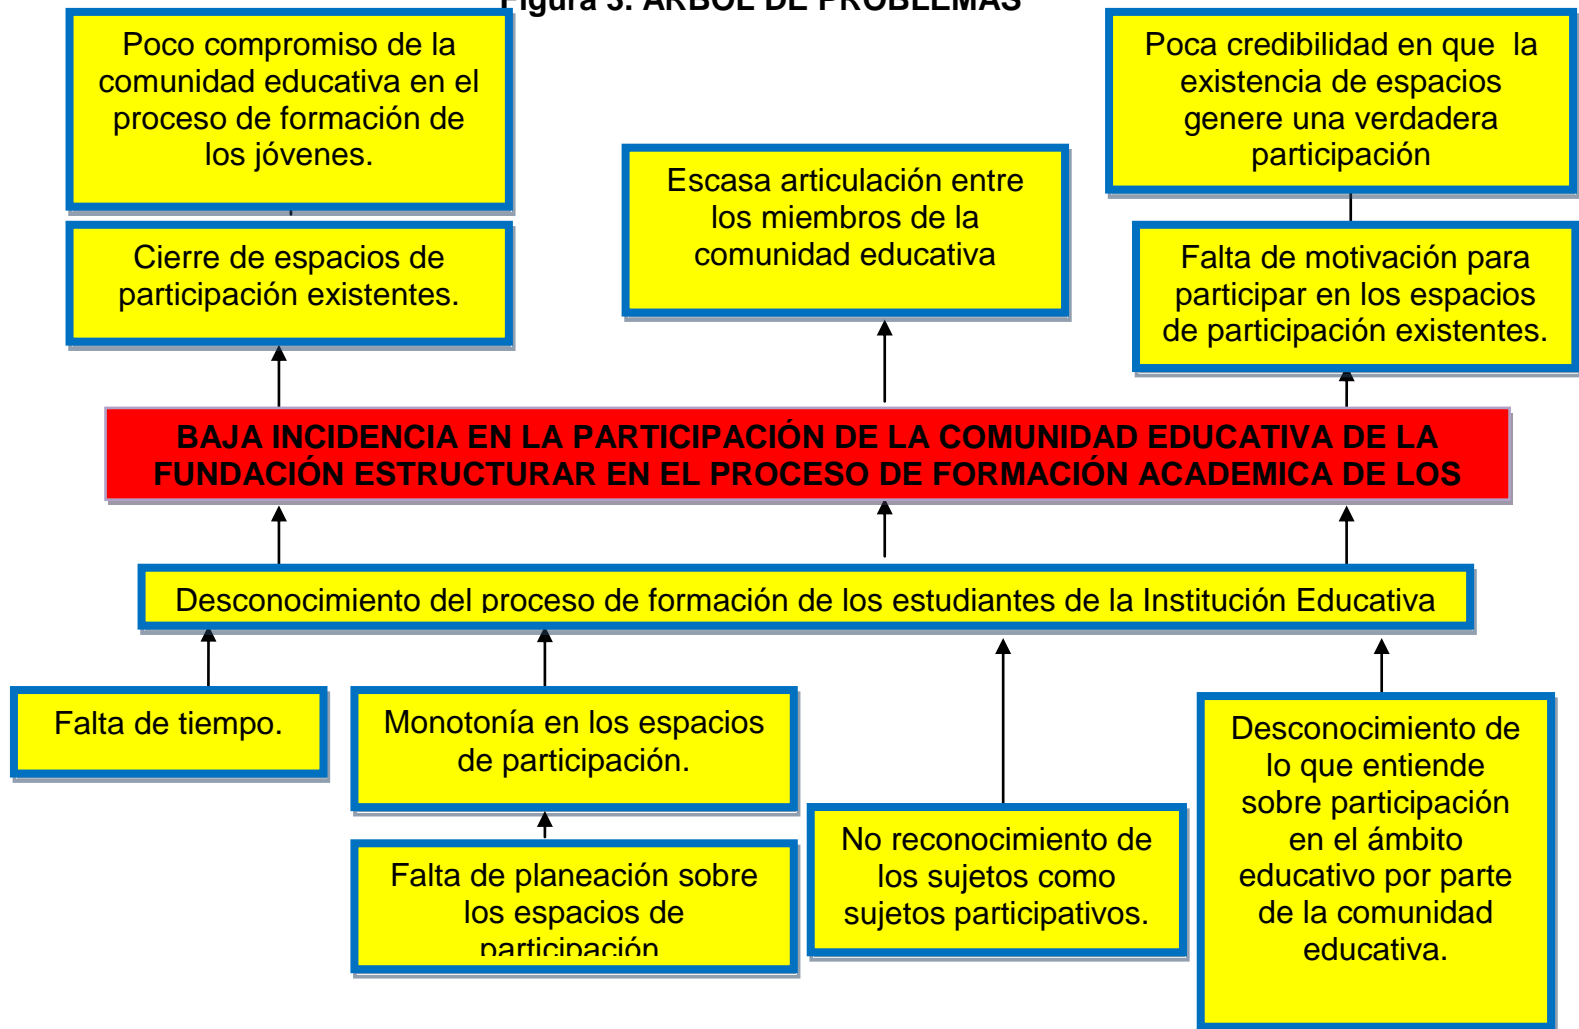 Figura 3. ÁRBOL DE PROBLEMAS
Poco compromiso de la
comunidad educativa en el
proceso de formación de
los jóvenes.
Poca credibilidad en que la
existencia de espacios
genere una verdadera
participación
Escasa articulación entre
los miembros de la
comunidad educativa
Cierre de espacios de
participación existentes.
Falta de motivación para
participar en los espacios
de participación existentes.
BAJA INCIDENCIA EN LA PARTICIPACIÓN DE LA COMUNIDAD EDUCATIVA DE LA
FUNDACIÓN ESTRUCTURAR EN EL PROCESO DE FORMACIÓN ACADEMICA DE LOS
Desconocimiento del proceso de formación de los estudiantes de la Institución Educativa
Falta de tiempo.
Monotonía en los espacios
de participación.
Falta de planeación sobre
los espacios de
participación
No reconocimiento de
los sujetos como
sujetos participativos.
Desconocimiento de
lo que entiende
sobre participación
en el ámbito
educativo por parte
de la comunidad
educativa.